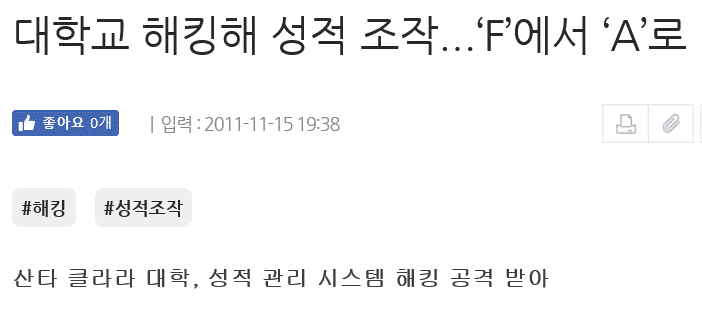 대학교 해킹해 성적 조작...‘F’에서 ‘A’로
좋아요 0개 | 입력 : 2011-11-15 19:38
#해킹 #성적조작
산타 클라라 대학, 성적 관리 시스템 해킹 공격 받아